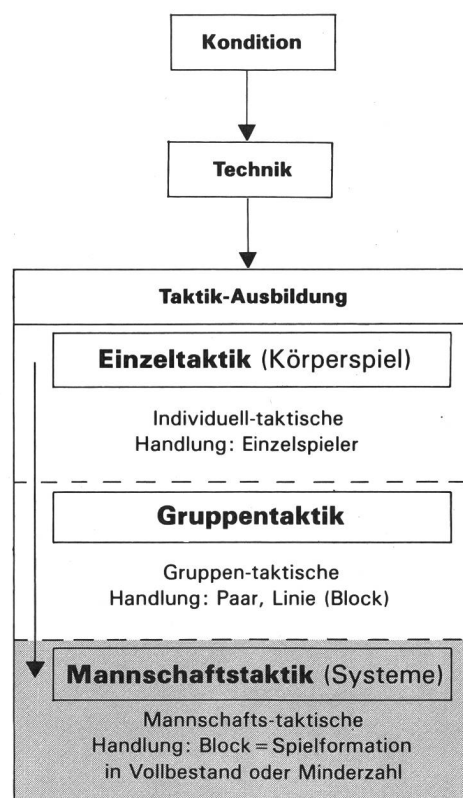 Kondition
Technik
Taktik-Ausbildung
Einzeltaktik (Körperspiel)
Individuell-taktische
Handlung: Einzelspieler
Gruppentaktik
Gruppen-taktische
Handlung: Paar, Linie (Block)
Mannschaftstaktik (Systeme)
Mannschafts-taktische
Handlung: Block = Spielformation
in Vollbestand oder Minderzahl